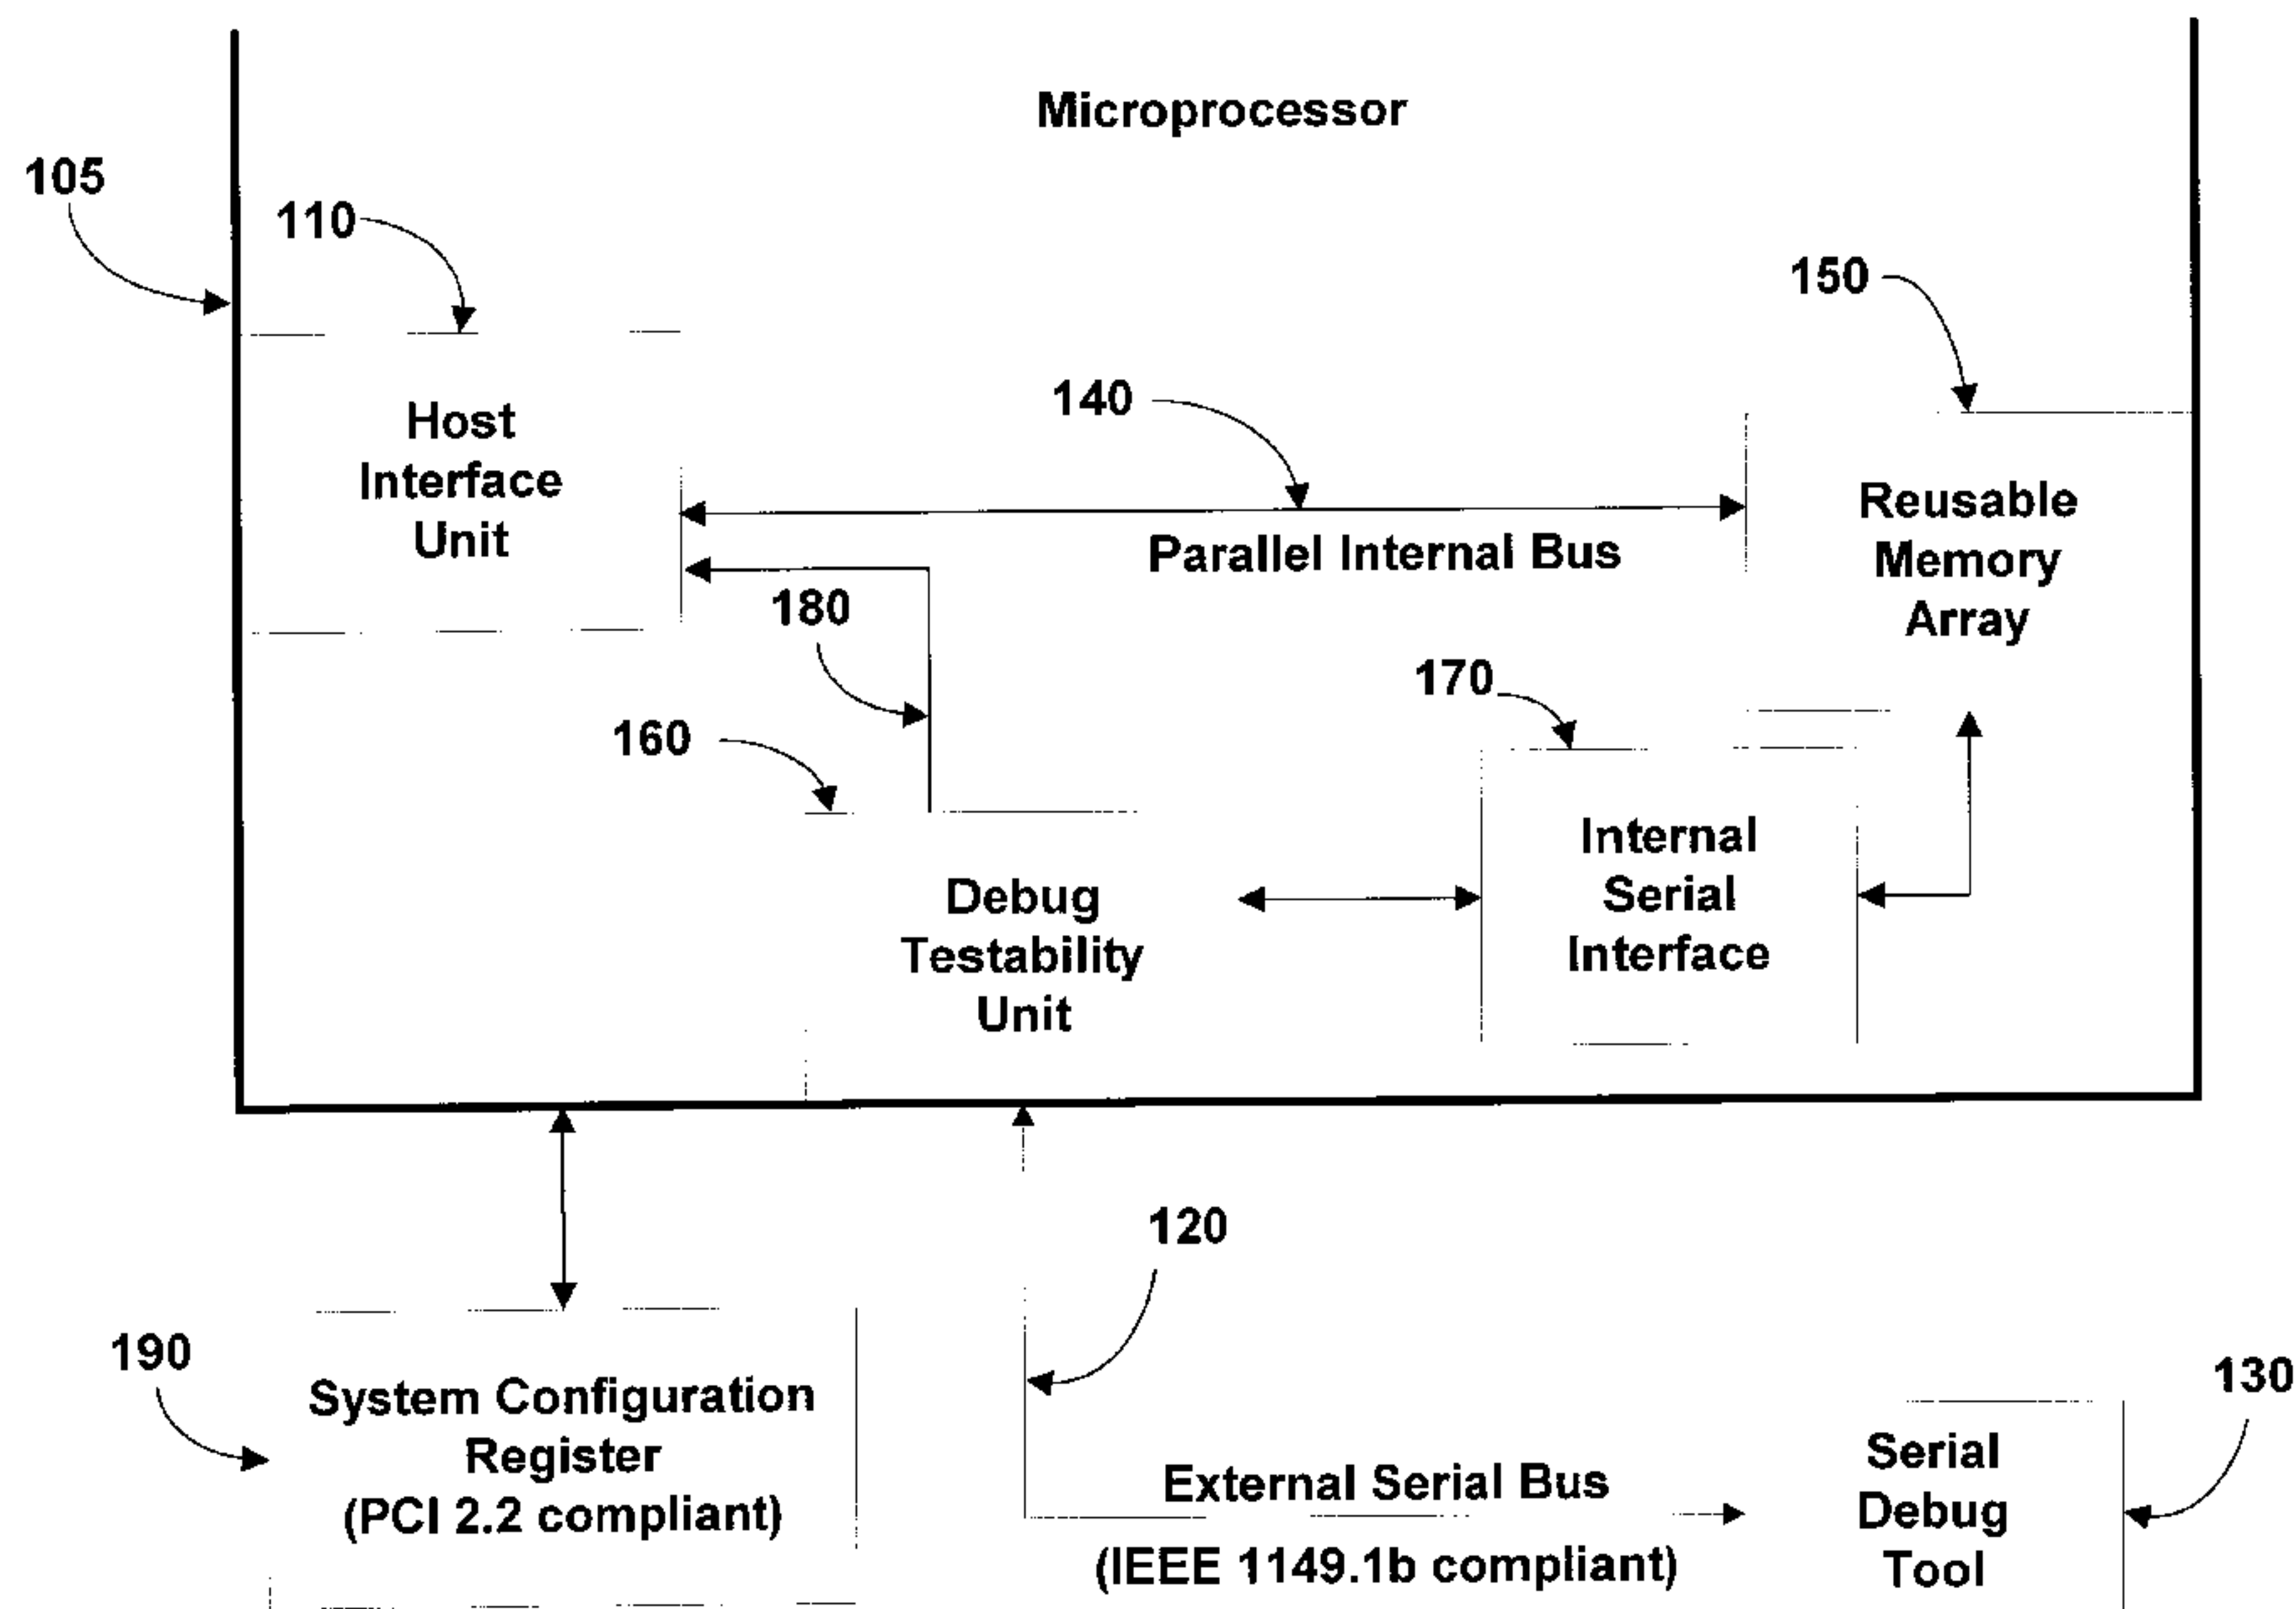 Microprocessor
105
110
150
140
Host
Interface
Unit
Reusable
Memory
Array
Parallel Internal Bus
180
170
160
Internal
Serial
Interface
Debug
Testability
Unit
120
190
130
System Configuration
Register
(PCI 2.2 compliant)
External Serial Bus
(IEEE 1149.1b compliant)
Serial
Debug
Tool